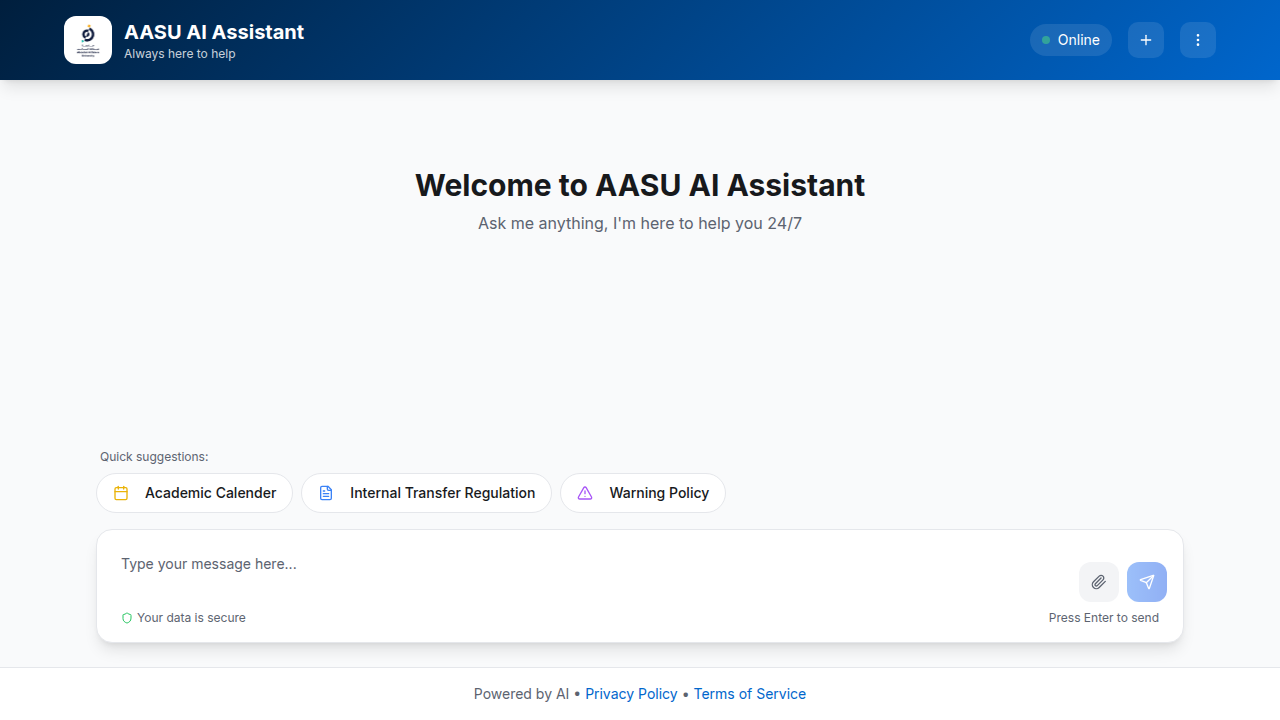 AASU AI Assistant
Always here to help
Online
Welcome to AASU AI Assistant
Ask me anything, I'm here to help you 24/7
Quick suggestions:
Academic Calender
Internal Transfer Regulation
Warning Policy
Type your message here...
Your data is secure
Press Enter to send
Powered by AI • Privacy Policy • Terms of Service